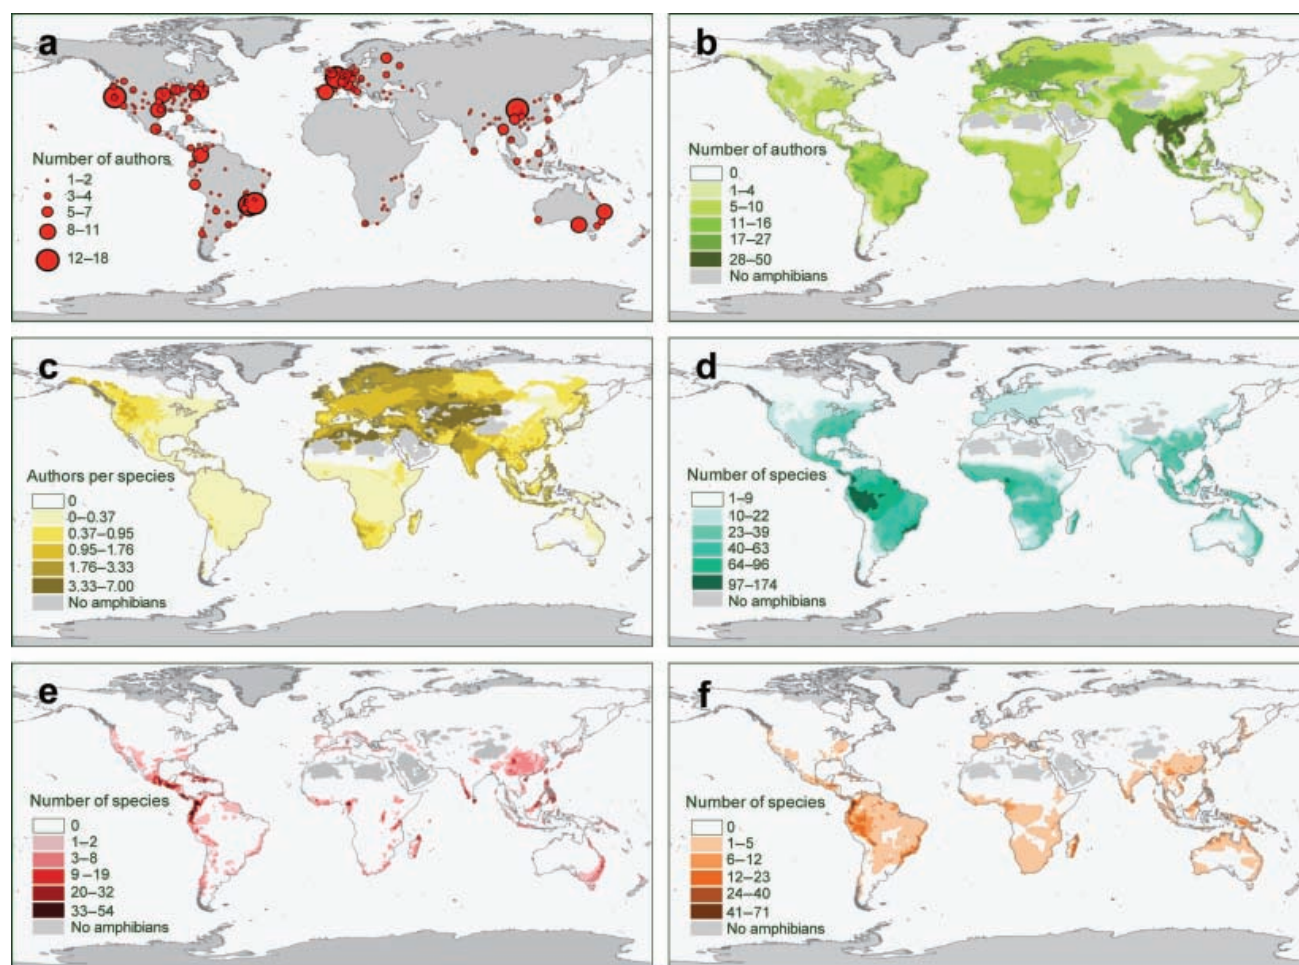 a
Number of authors
1–2
3–4
5–7
8–11
12–18
b
Number of authors
0
1–4
5–10
11–16
17–27
28–50
No amphibians
c
Authors per species
0
0–0.37
0.37–0.95
0.95–1.76
1.76–3.33
3.33–7.00
No amphibians
d
Number of species
1–9
10–22
23–39
40–63
64–96
97–174
No amphibians
e
Number of species
0
1–2
3–8
9–19
20–32
33–54
No amphibians
f
Number of species
0
1–5
6–12
12–23
24–40
41–71
No amphibians